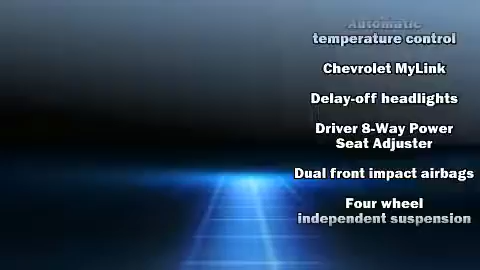 Automatic
temperature control
Chevrolet MyLink
Delay-off headlights
Driver 8-Way Power
Seat Adjuster
Dual front impact airbags
Four wheel
independent suspension